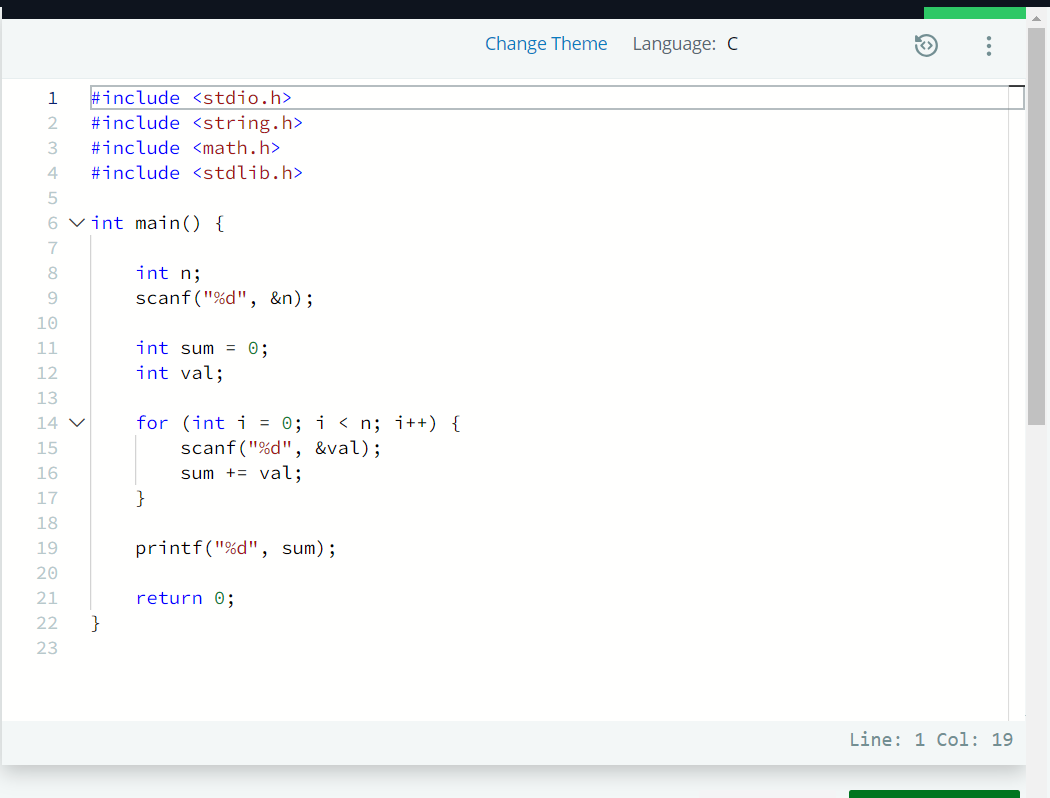 Change Theme Language: C
1 #include <stdio.h>
2 #include <string.h>
3 #include <math.h>
4 #include <stdlib.h>
5
6 int main() {
7
8     int n;
9     scanf("%d", &n);
10
11     int sum = 0;
12     int val;
13
14     for (int i = 0; i < n; i++) {
15         scanf("%d", &val);
16         sum += val;
17     }
18
19     printf("%d", sum);
20
21     return 0;
22 }
23
Line: 1 Col: 19